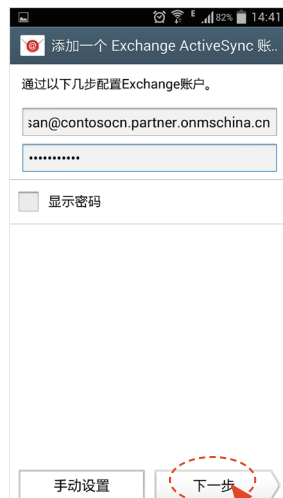 E 82% 14:41
添加一个 Exchange ActiveSync 账..
通过以下几步配置Exchange账户。
san@contosocn.partner.onmschina.cn
•••••••••••
显示密码
手动设置
下一步